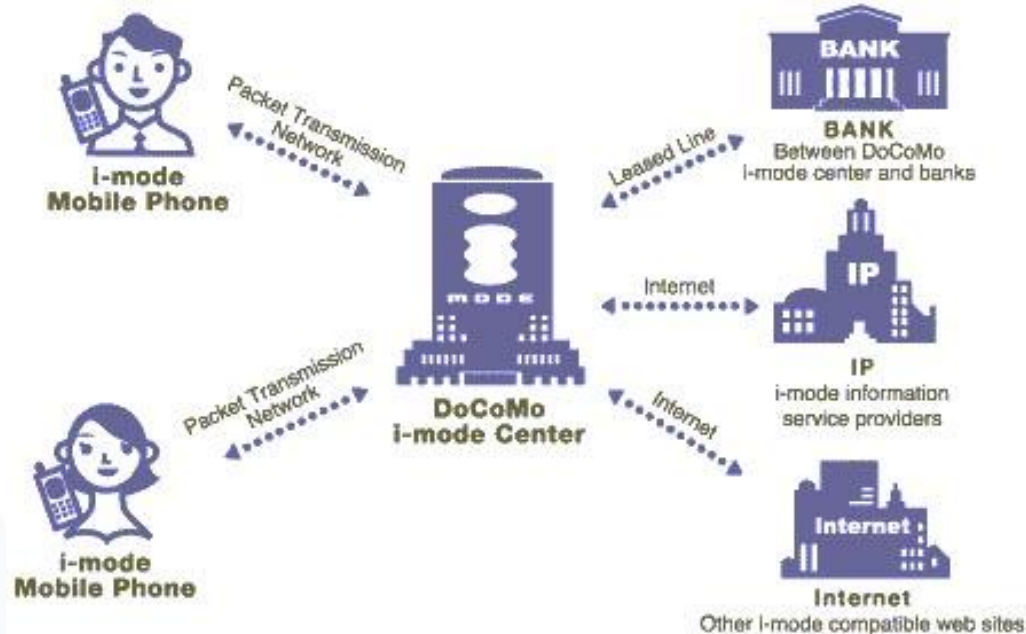 Packet Transmission
Network
i-mode
Mobile Phone
Packet Transmission
Network
i-mode
Mobile Phone
MODE
DoCoMo
i-mode Center
Leased Line
BANK
BANK
Between DoCoMo
i-mode center and banks
Internet
IP
IP
i-mode information
service providers
Internet
Internet
Internet
Other i-mode compatible web sites